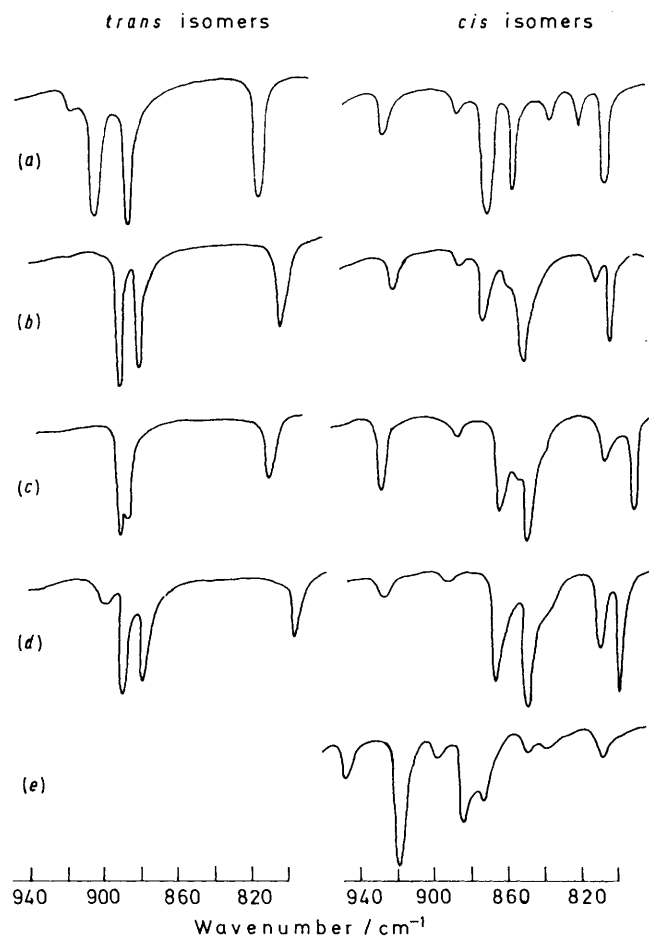 trans isomers cis isomers
(a)
(b)
(c)
(d)
(e)
940 900 860 820 940 900 860 820
Wavenumber / cm⁻¹